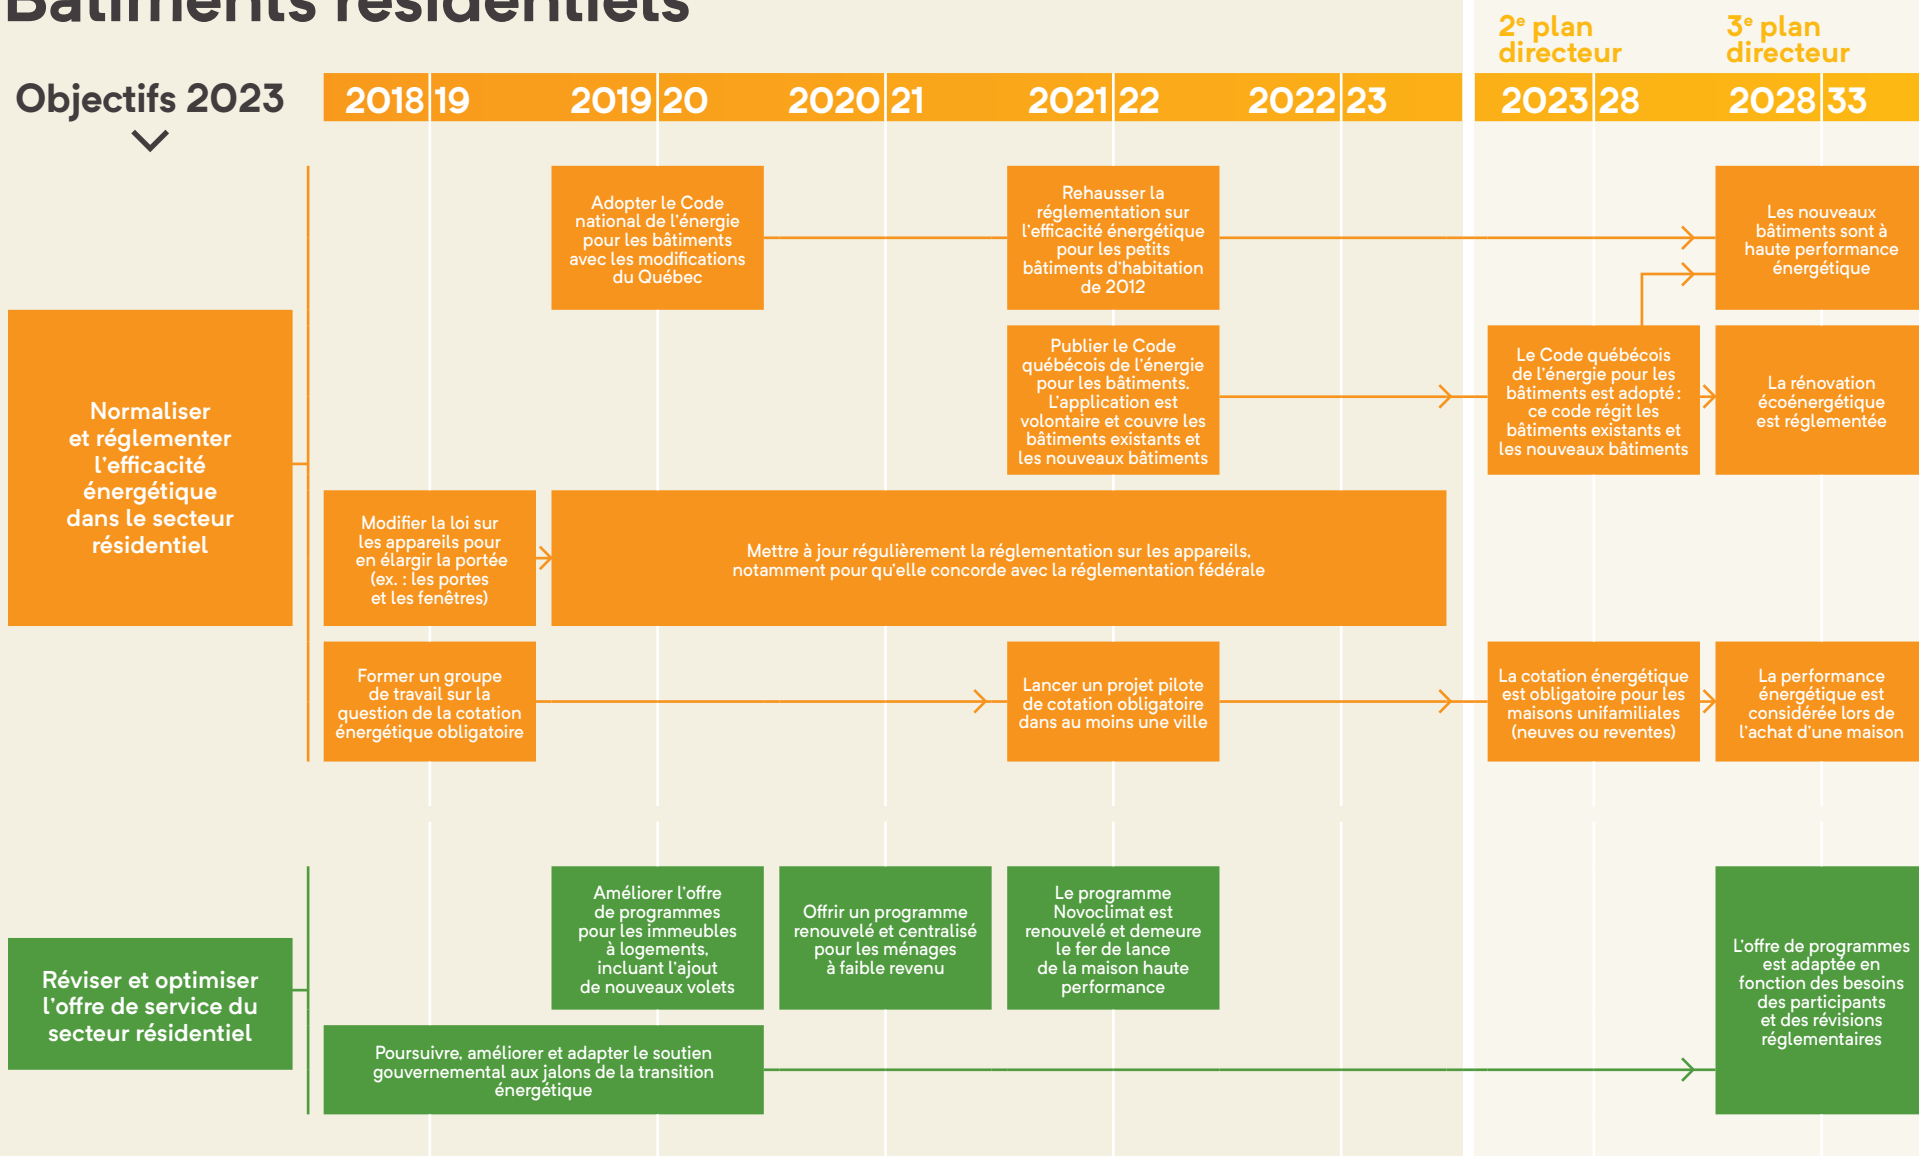 Bâtiments résidentiels
2e plan
directeur
3e plan
directeur
Objectifs 2023
2018 19
2019 20
2020 21
2021 22
2022 23
2023 28
2028 33
Normaliser
et réglementer
l'efficacité
énergétique
dans le secteur
résidentiel
Adopter le Code
national de l'énergie
pour les bâtiments
avec les modifications
du Québec
Rehausser la
réglementation sur
l'efficacité énergétique
pour les petits
bâtiments d'habitation
de 2012
Les nouveaux
bâtiments sont à
haute performance
énergétique
Publier le Code
québécois de l'énergie
pour les bâtiments.
L'application est
volontaire et couvre les
bâtiments existants et
les nouveaux bâtiments
Le Code québécois
de l'énergie pour les
bâtiments est adopté :
ce code régit les
bâtiments existants et
les nouveaux bâtiments
La rénovation
écoénergétique
est réglementée
Modifier la loi sur
les appareils pour
en élargir la portée
(ex. : les portes
et les fenêtres)
Mettre à jour régulièrement la réglementation sur les appareils,
notamment pour qu'elle concorde avec la réglementation fédérale
Former un groupe
de travail sur la
question de la cotation
énergétique obligatoire
Lancer un projet pilote
de cotation obligatoire
dans au moins une ville
La cotation énergétique
est obligatoire pour les
maisons unifamiliales
(neuves ou reventes)
La performance
énergétique est
considérée lors de
l'achat d'une maison
Réviser et optimiser
l'offre de service du
secteur résidentiel
Améliorer l'offre
de programmes
pour les immeubles
à logements,
incluant l'ajout
de nouveaux volets
Offrir un programme
renouvelé et centralisé
pour les ménages
à faible revenu
Le programme
Novoclimat est
renouvelé et demeure
le fer de lance
de la maison haute
performance
L'offre de programmes
est adaptée en
fonction des besoins
des participants
et des révisions
réglementaires
Poursuivre, améliorer et adapter le soutien
gouvernemental aux jalons de la transition
énergétique